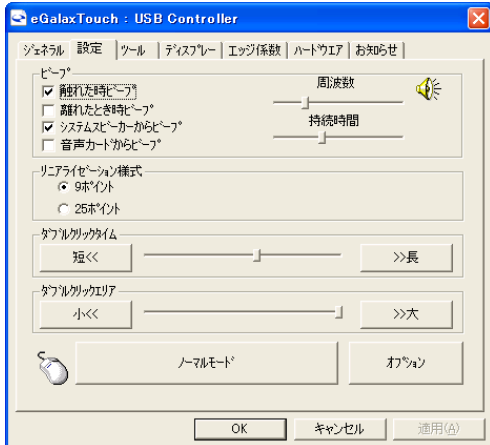 eGalaxTouch : USB Controller
ジェネラル 設定 ツール ディスプレー エッジ係数 ハードウエア お知らせ
ビープ
触れた時ビープ
離れたとき時ビープ
システムスピーカーからビープ
音声カードからビープ
周波数
持続時間
リニアライゼーション様式
9ポイント
25ポイント
ダブルクリックタイム
短<< >>長
ダブルクリックエリア
小<< >>大
ノーマルモード オプション
OK キャンセル 適用(A)